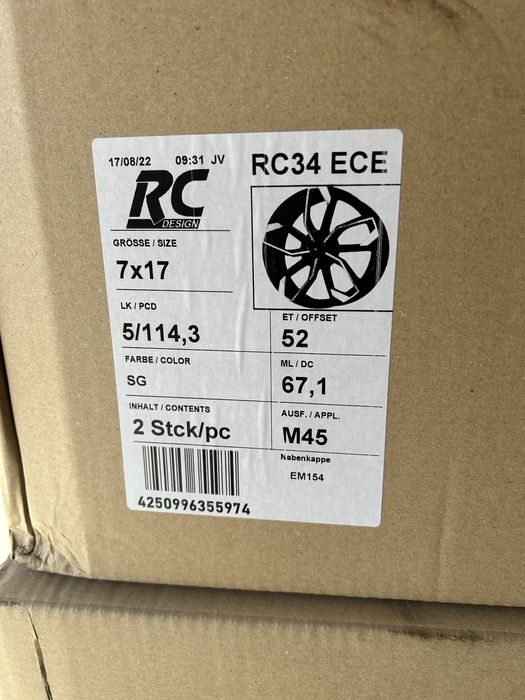 17/08/22 09:31 JV
RC34 ECE
RC
DESIGN
GRÖSSE / SIZE
7x17
LK / PCD
5/114,3
ET / OFFSET
52
FARBE / COLOR
SG
ML / DC
67,1
INHALT / CONTENTS
2 Stck/pc
AUSF. / APPL.
M45
Nabenkappe
EM154
4250996355974